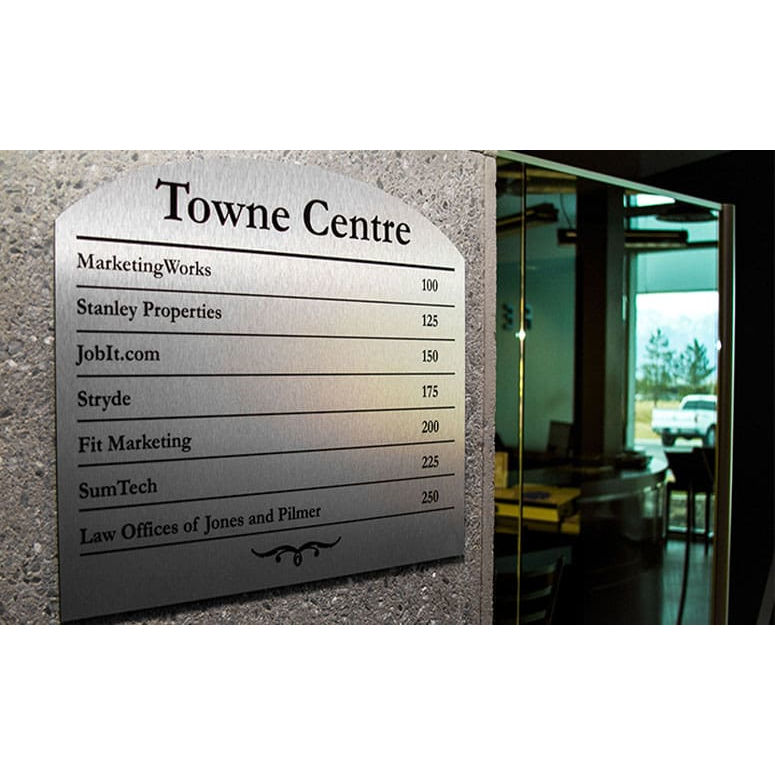 Towne Centre
MarketingWorks 100
Stanley Properties 125
JobIt.com 150
Stryde 175
Fit Marketing 200
SumTech 225
Law Offices of Jones and Pilmer 250